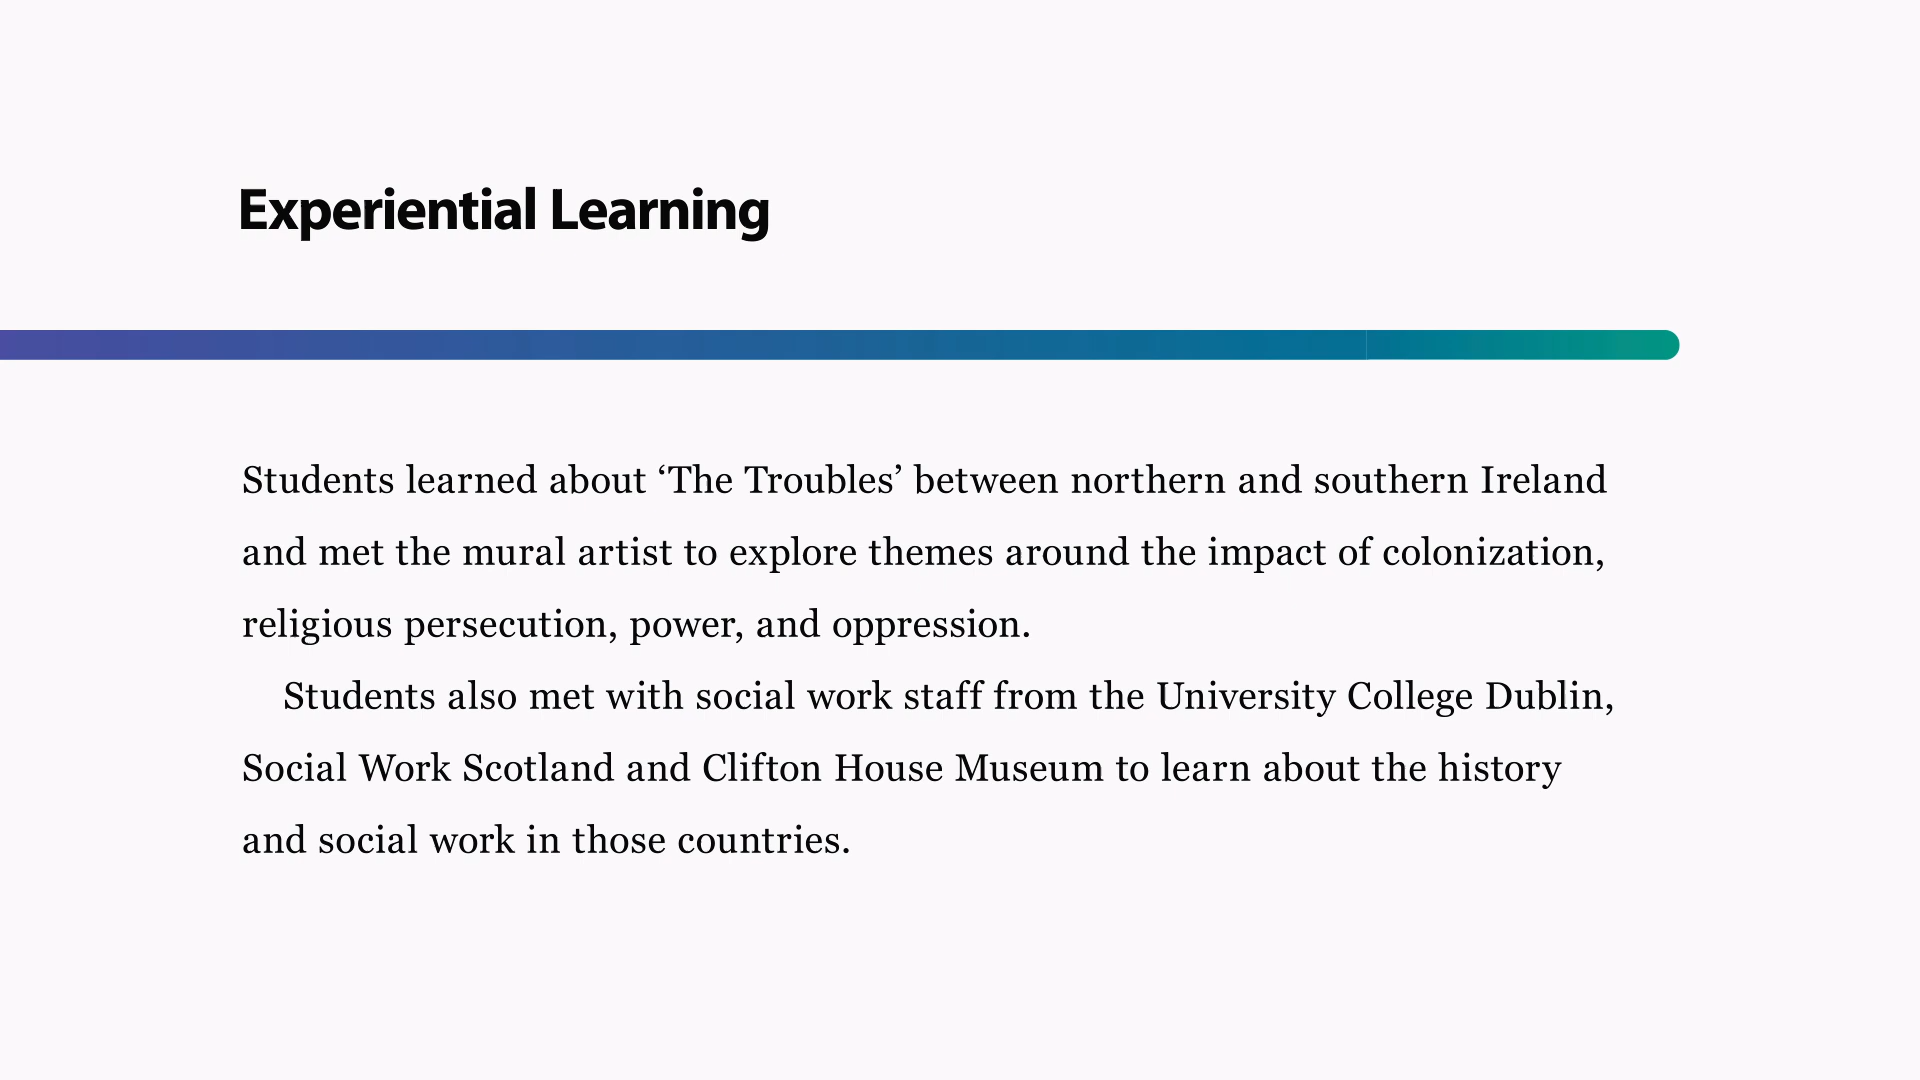 Experiential Learning
Students learned about ‘The Troubles’ between northern and southern Ireland
and met the mural artist to explore themes around the impact of colonization,
religious persecution, power, and oppression.
Students also met with social work staff from the University College Dublin,
Social Work Scotland and Clifton House Museum to learn about the history
and social work in those countries.